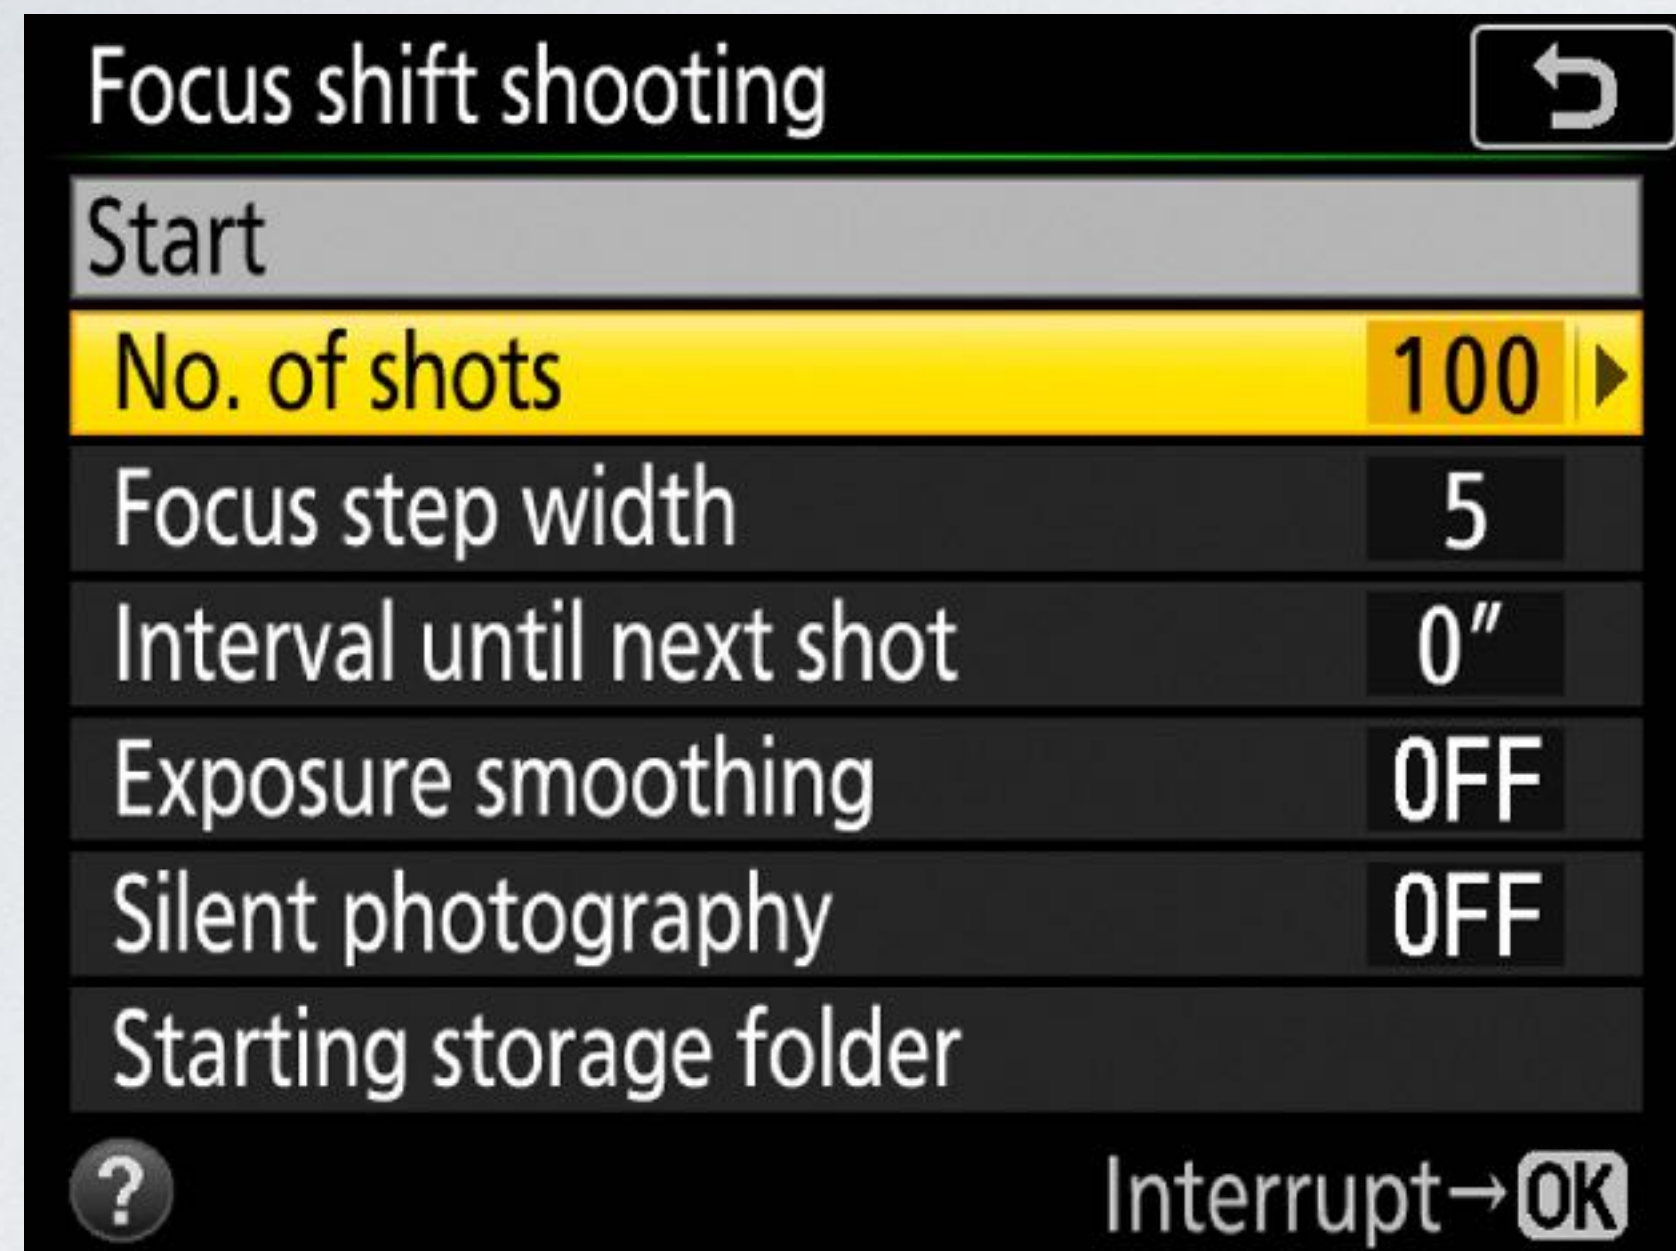 Focus shift shooting
Start
No. of shots 100
Focus step width 5
Interval until next shot 0″
Exposure smoothing OFF
Silent photography OFF
Starting storage folder
? Interrupt→OK